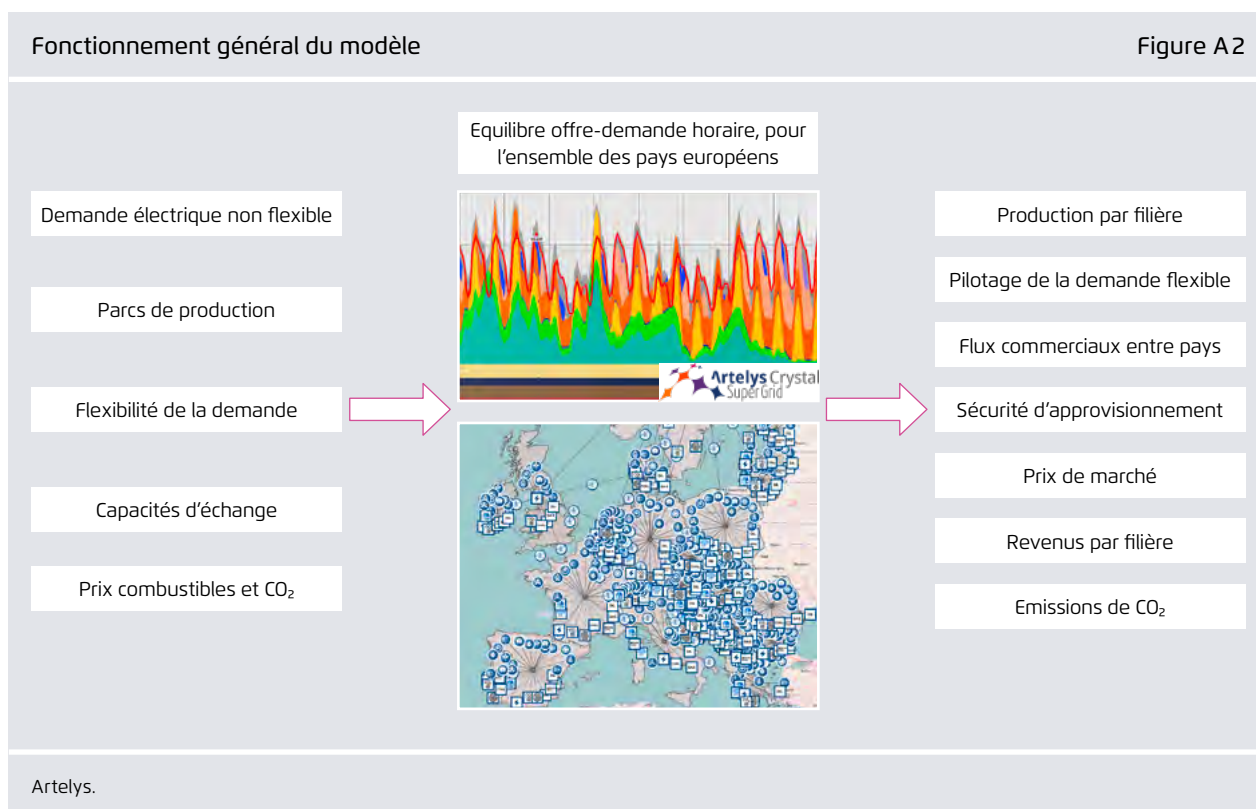 Fonctionnement général du modèle
Figure A 2
Equilibre offre-demande horaire, pour
l'ensemble des pays européens
Demande électrique non flexible
Parcs de production
Flexibilité de la demande
Capacités d'échange
Prix combustibles et CO₂
Artelys Crystal
SuperGrid
Production par filière
Pilotage de la demande flexible
Flux commerciaux entre pays
Sécurité d'approvisionnement
Prix de marché
Revenus par filière
Emissions de CO₂
Artelys.